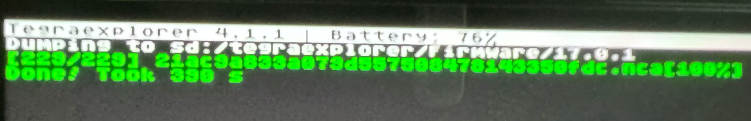 Tegraexplorer 4.1.1 | Battery: 76%
Dumping to sd:/tegraexplorer/Firmware/17.0.1
[229/229] [100%]
Done! Took 390 s